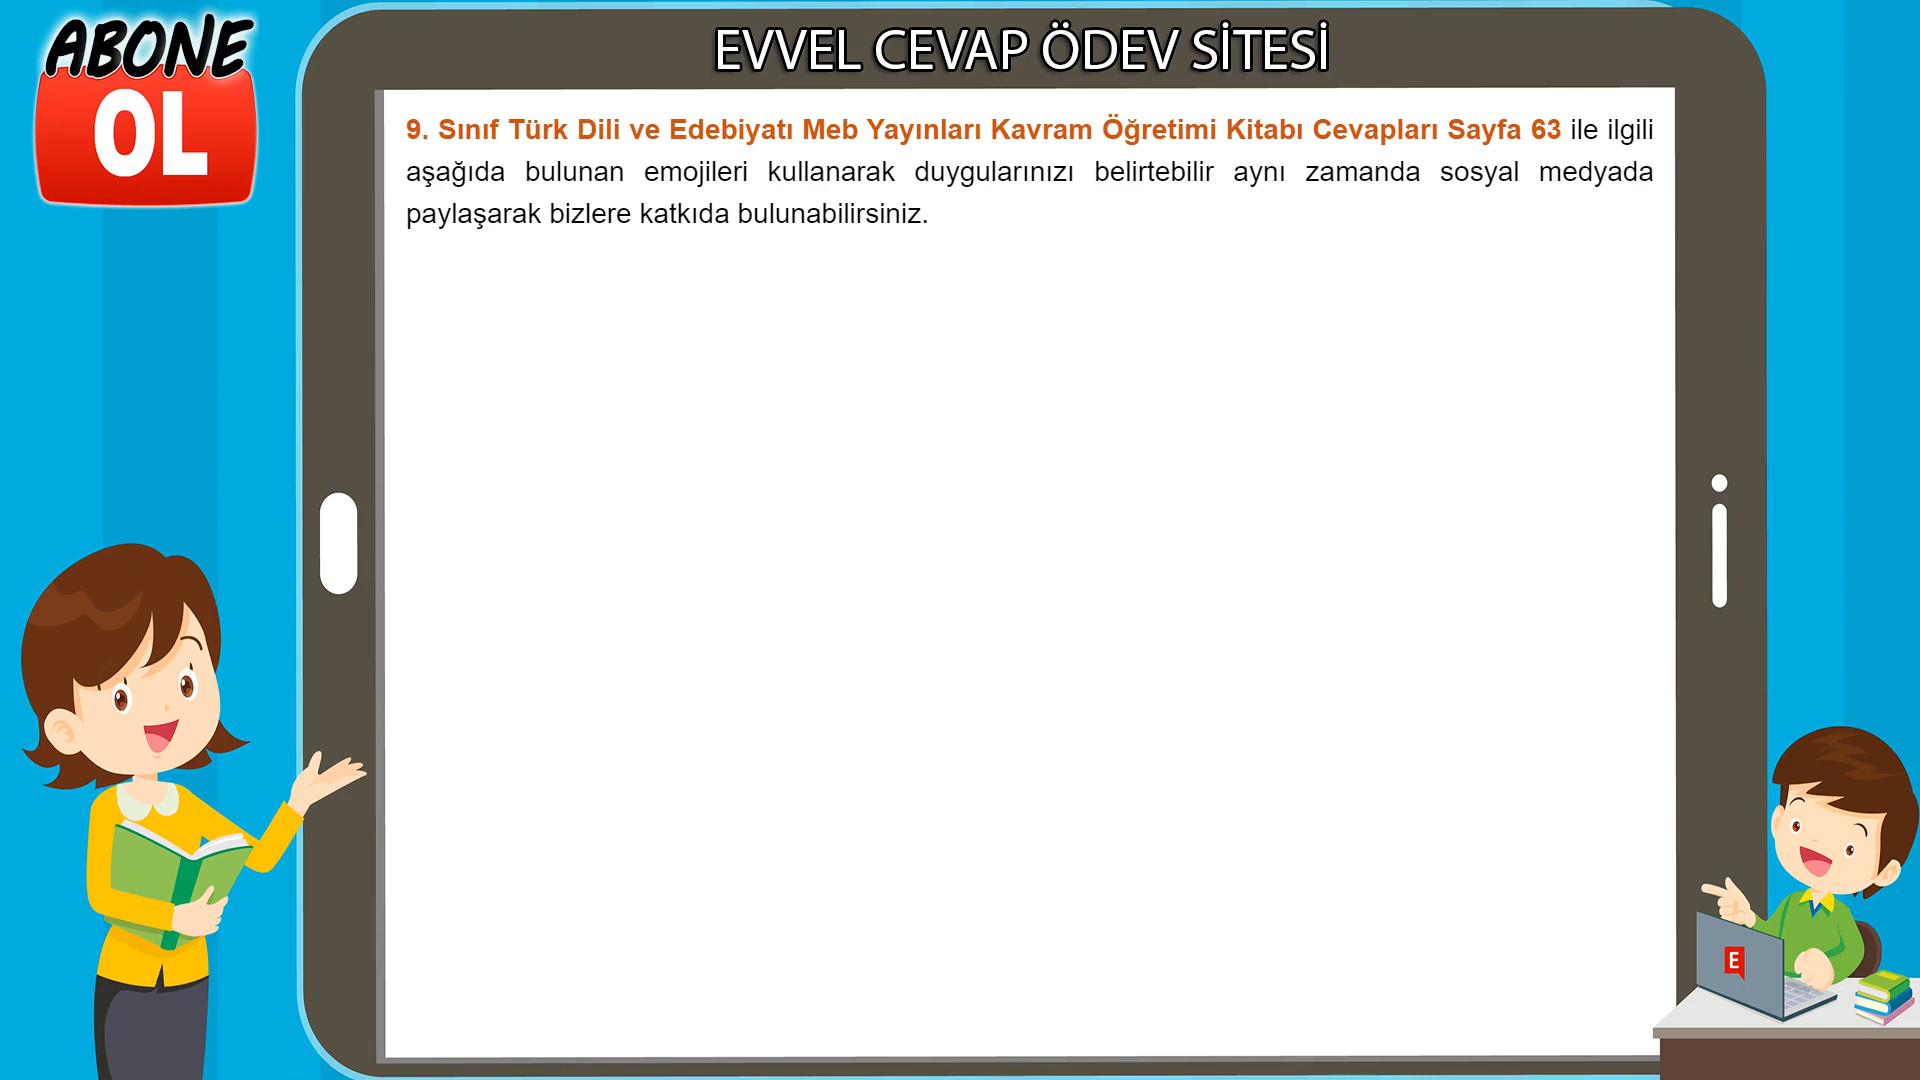 ABONE
OL
EVVEL CEVAP ÖDEV SİTESİ
9. Sınıf Türk Dili ve Edebiyatı Meb Yayınları Kavram Öğretimi Kitabı Cevapları Sayfa 63 ile ilgili
aşağıda bulunan emojileri kullanarak duygularınızı belirtebilir aynı zamanda sosyal medyada
paylaşarak bizlere katkıda bulunabilirsiniz.
E